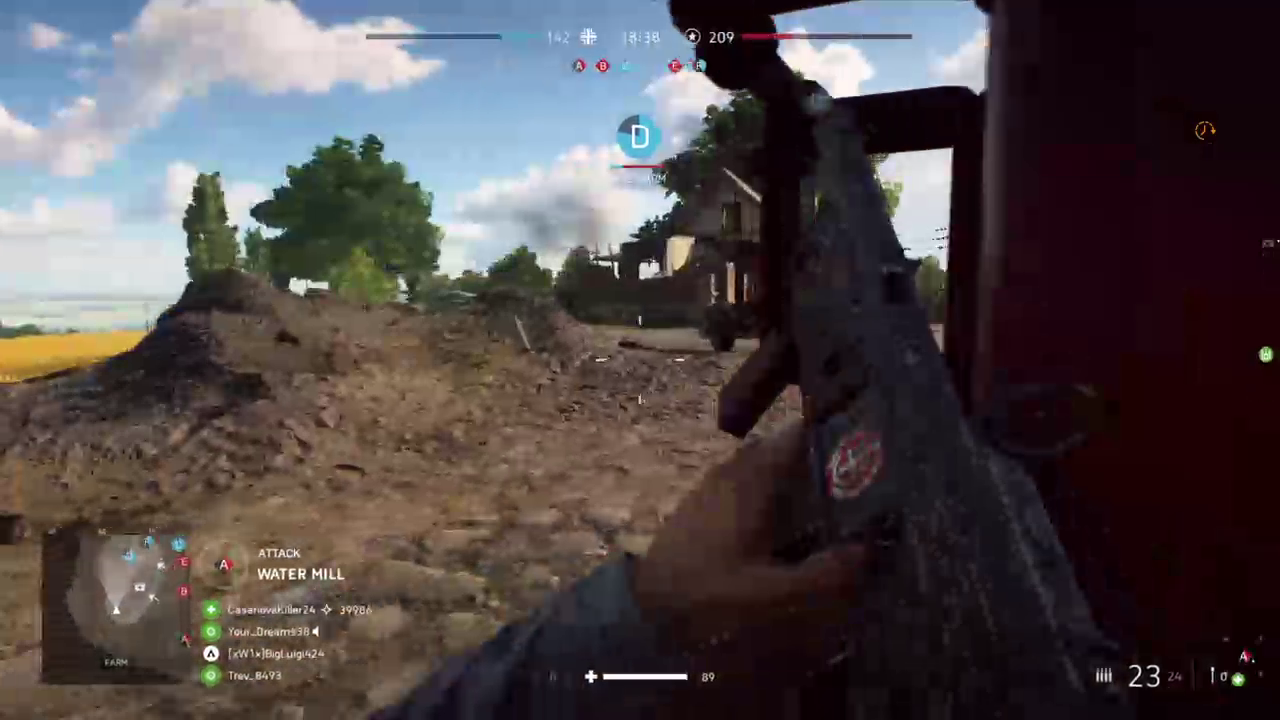 142 18:38 209
A B E F
D
ATTACK
A WATER MILL
CasanovaKiller24 39986
Your_Dreams38
[xW1x]BigLuigi424
Trev_8493
E
B
A
FARM
89
23 24
A